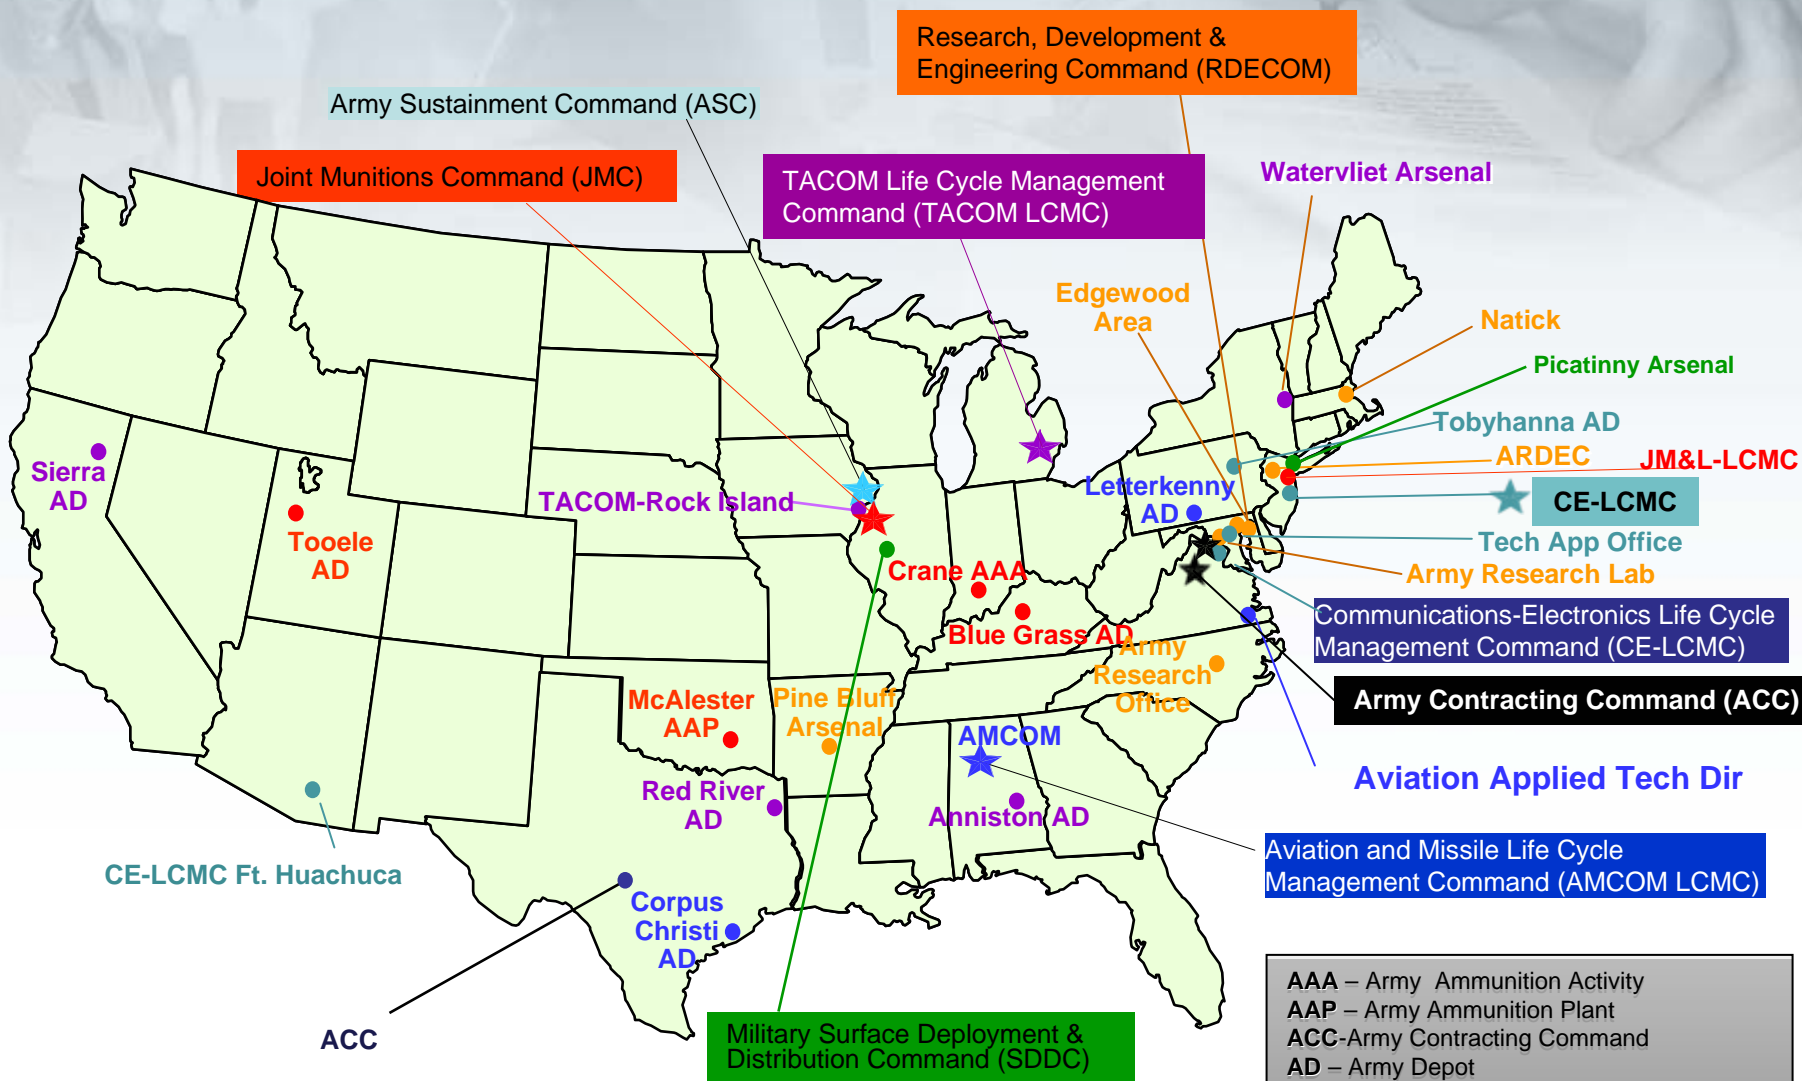 Research, Development &
Engineering Command (RDECOM)
Army Sustainment Command (ASC)
Joint Munitions Command (JMC)
TACOM Life Cycle Management
Command (TACOM LCMC)
Watervliet Arsenal
Edgewood
Area
Natick
Picatinny Arsenal
Tobyhanna AD
ARDEC
JM&L-LCMC
Sierra
AD
TACOM-Rock Island
Letterkenny
AD
CE-LCMC
Tooele
AD
Tech App Office
Crane AAA
Army Research Lab
Blue Grass AD
Communications-Electronics Life Cycle
Management Command (CE-LCMC)
Army
Research
Office
McAlester
AAP
Pine Bluff
Arsenal
Army Contracting Command (ACC)
AMCOM
Aviation Applied Tech Dir
Red River
AD
Anniston AD
CE-LCMC Ft. Huachuca
Aviation and Missile Life Cycle
Management Command (AMCOM LCMC)
Corpus
Christi
AD
ACC
Military Surface Deployment &
Distribution Command (SDDC)
AAA – Army Ammunition Activity
AAP – Army Ammunition Plant
ACC-Army Contracting Command
AD – Army Depot